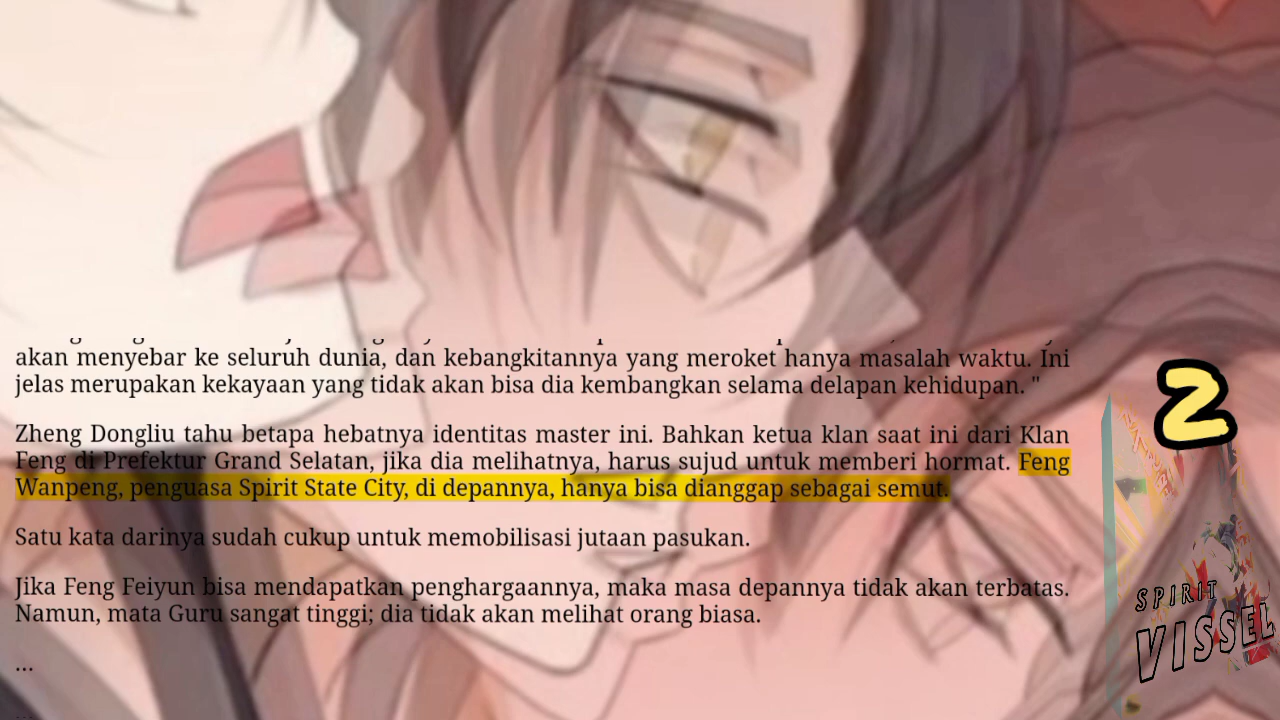 akan menyebar ke seluruh dunia, dan kebangkitannya yang meroket hanya masalah waktu. Ini
jelas merupakan kekayaan yang tidak akan bisa dia kembangkan selama delapan kehidupan. "
Zheng Dongliu tahu betapa hebatnya identitas master ini. Bahkan ketua klan saat ini dari Klan
Feng di Prefektur Grand Selatan, jika dia melihatnya, harus sujud untuk memberi hormat. Feng
Wanpeng, penguasa Spirit State City, di depannya, hanya bisa dianggap sebagai semut.
Satu kata darinya sudah cukup untuk memobilisasi jutaan pasukan.
Jika Feng Feiyun bisa mendapatkan penghargaannya, maka masa depannya tidak akan terbatas.
Namun, mata Guru sangat tinggi; dia tidak akan melihat orang biasa.
...
2
SPIRIT
VISSEL